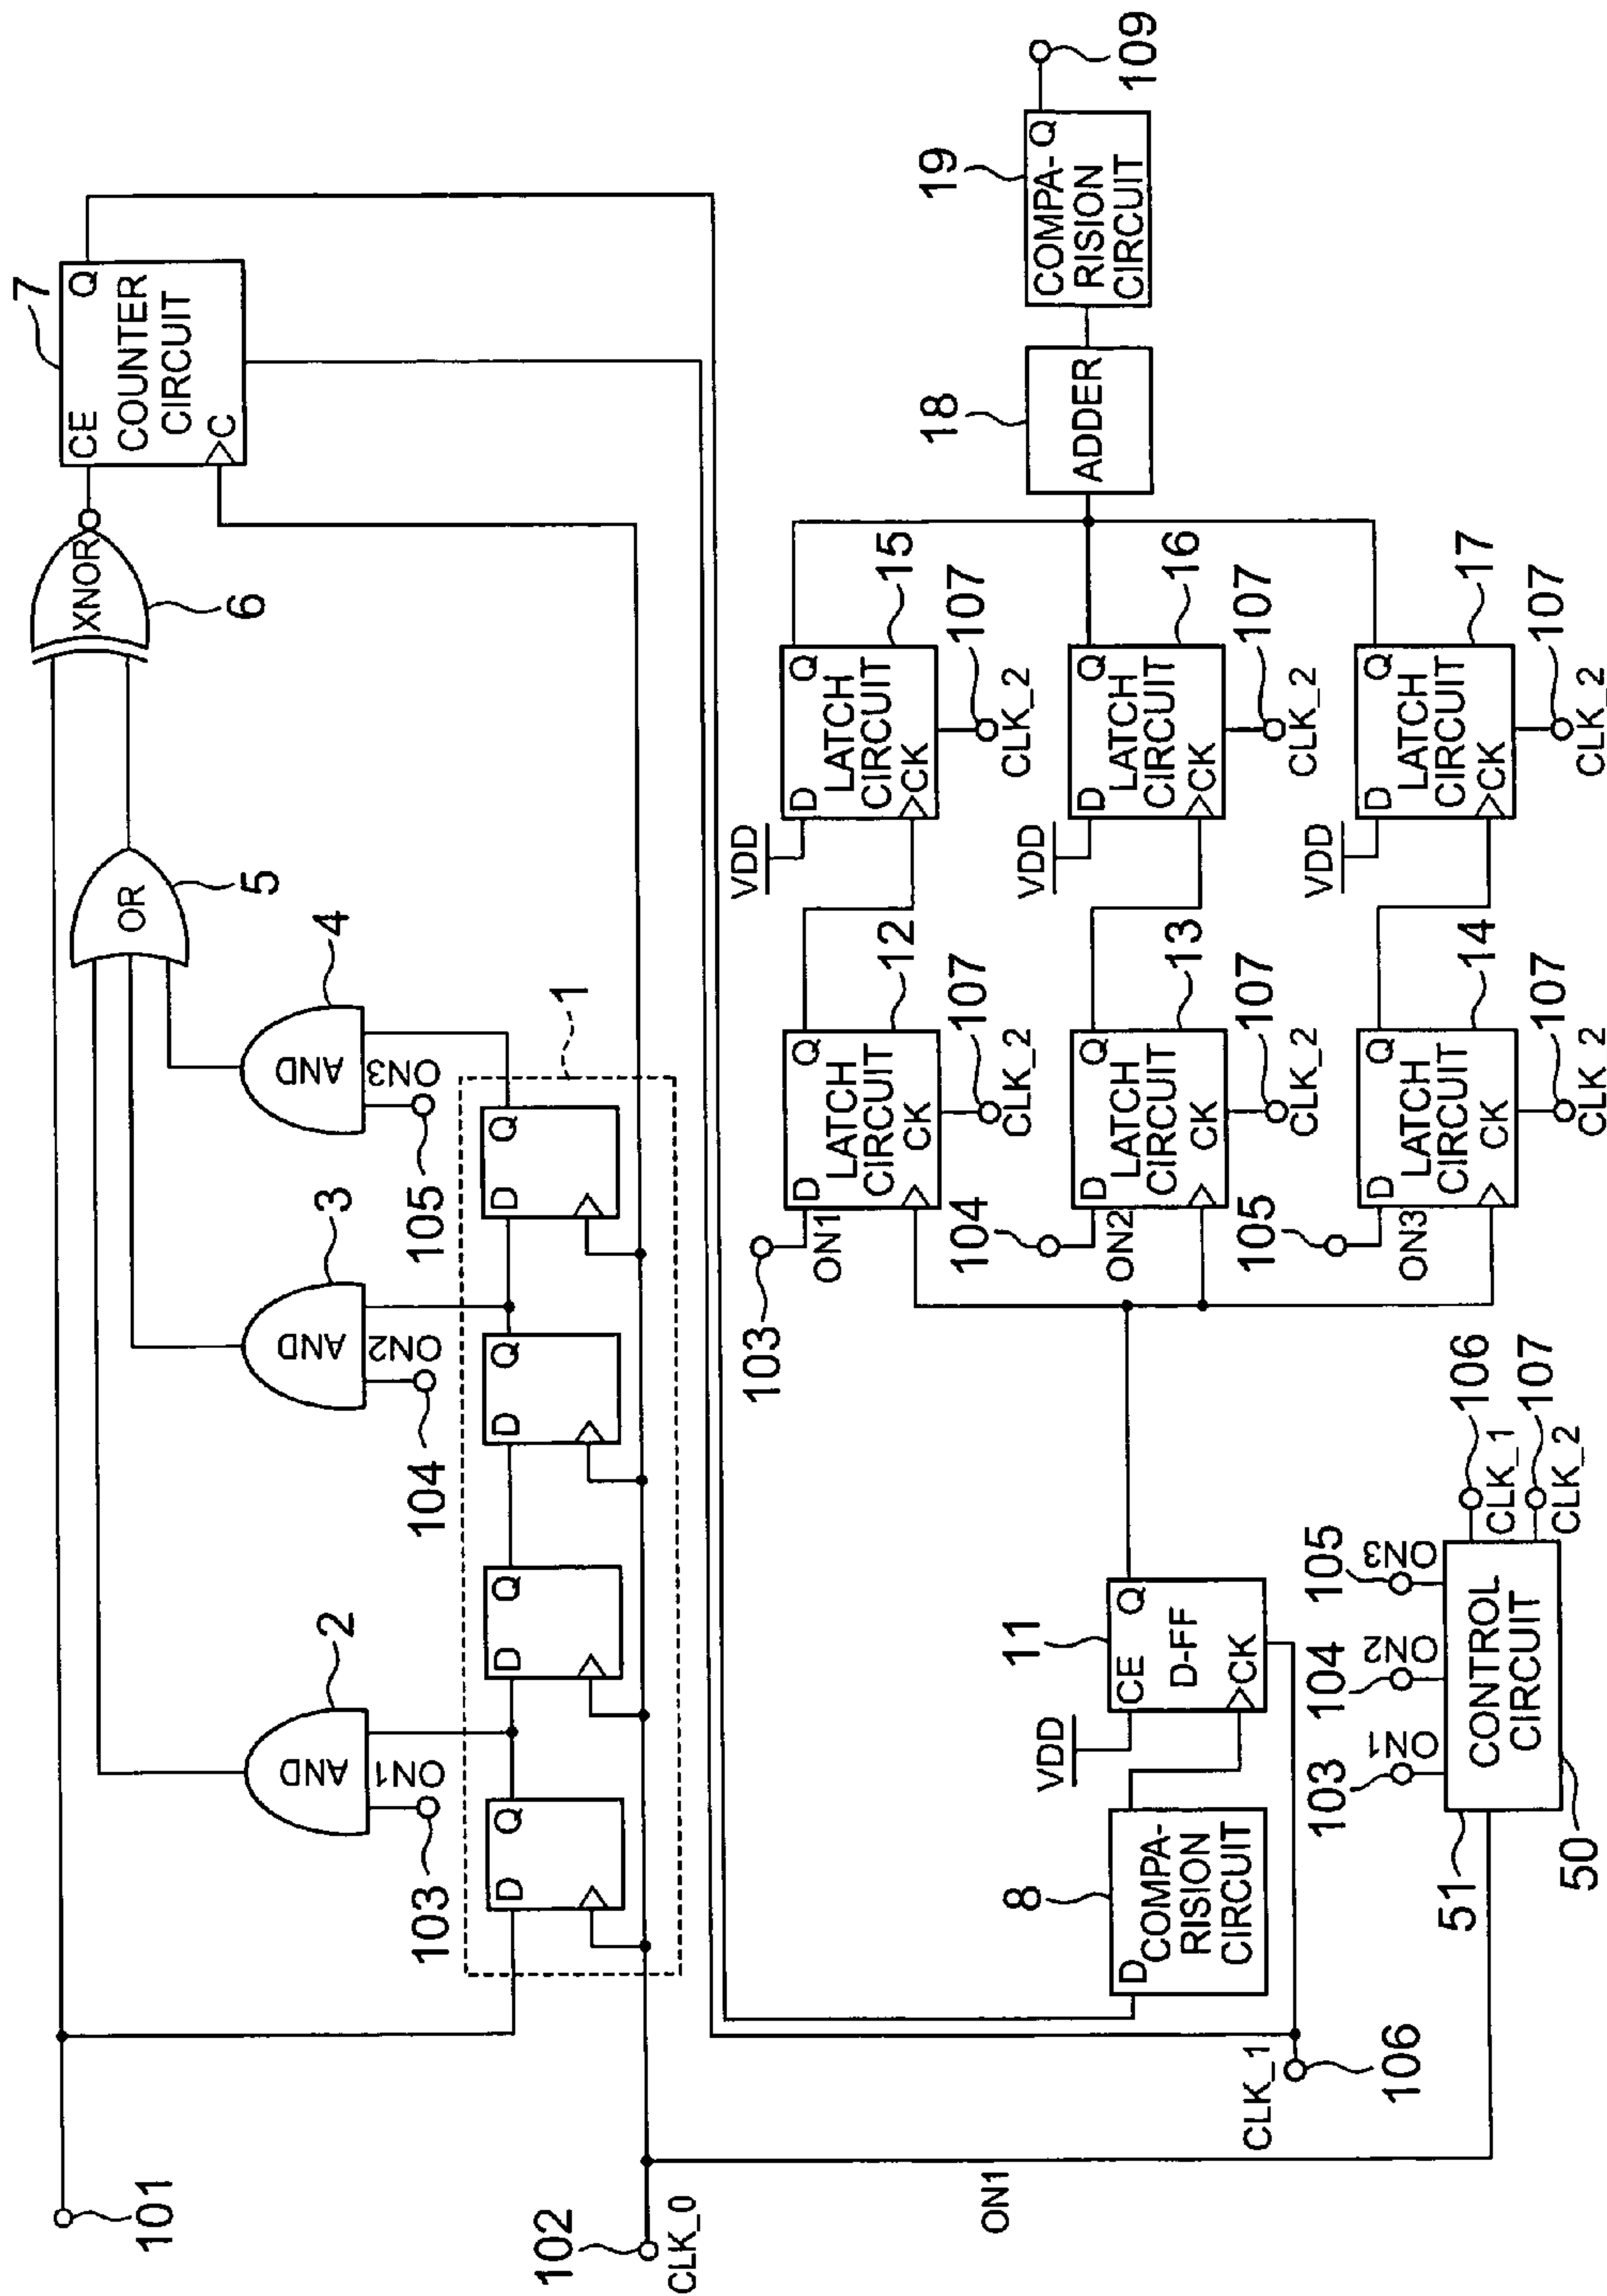 101
102
CLK_0
ON1
103
ON1
AND
2
104
ON2
AND
3
105
ON3
AND
4
OR
5
XNOR
6
7
CE
Q
COUNTER
CIRCUIT
C
1
D
Q
D
Q
D
Q
D
Q
CLK_1
106
8
D
COMPA-
RISION
CIRCUIT
VDD
11
CE
Q
D-FF
CK
103
ON1
104
ON2
105
ON3
51
CONTROL
CIRCUIT
50
106
CLK_1
107
CLK_2
103
ON1
12
D
Q
LATCH
CIRCUIT
CK
107
CLK_2
104
ON2
13
D
Q
LATCH
CIRCUIT
CK
107
CLK_2
105
ON3
14
D
Q
LATCH
CIRCUIT
CK
107
CLK_2
VDD
15
D
Q
LATCH
CIRCUIT
CK
107
CLK_2
VDD
16
D
Q
LATCH
CIRCUIT
CK
107
CLK_2
VDD
17
D
Q
LATCH
CIRCUIT
CK
107
CLK_2
18
ADDER
19
COMPA-
RISION
CIRCUIT
Q
109